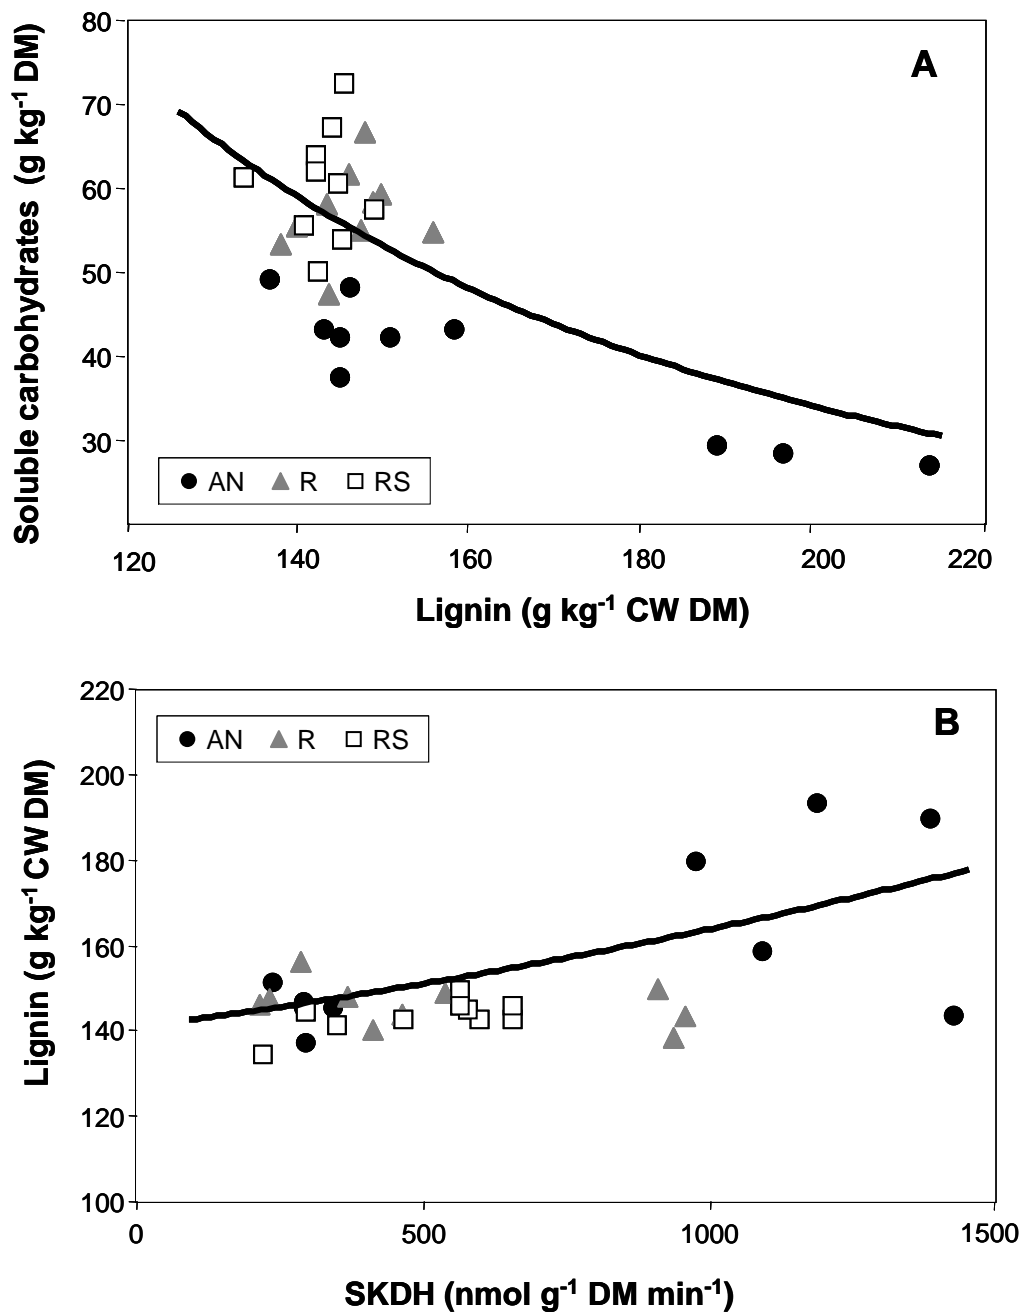 80
A
70
60
50
40
30
Soluble carbohydrates (g kg⁻¹ DM)
AN R RS
120 140 160 180 200 220
Lignin (g kg⁻¹ CW DM)
220
AN R RS
B
200
180
160
140
120
100
Lignin (g kg⁻¹ CW DM)
0 500 1000 1500
SKDH (nmol g⁻¹ DM min⁻¹)